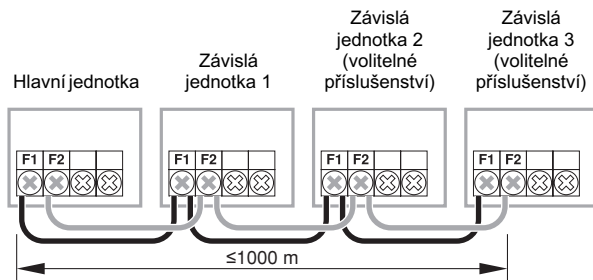 Hlavní jednotka
Závislá
jednotka 1
Závislá
jednotka 2
(volitelné
příslušenství)
Závislá
jednotka 3
(volitelné
příslušenství)
F1 F2
F1 F2
F1 F2
F1 F2
≤1000 m